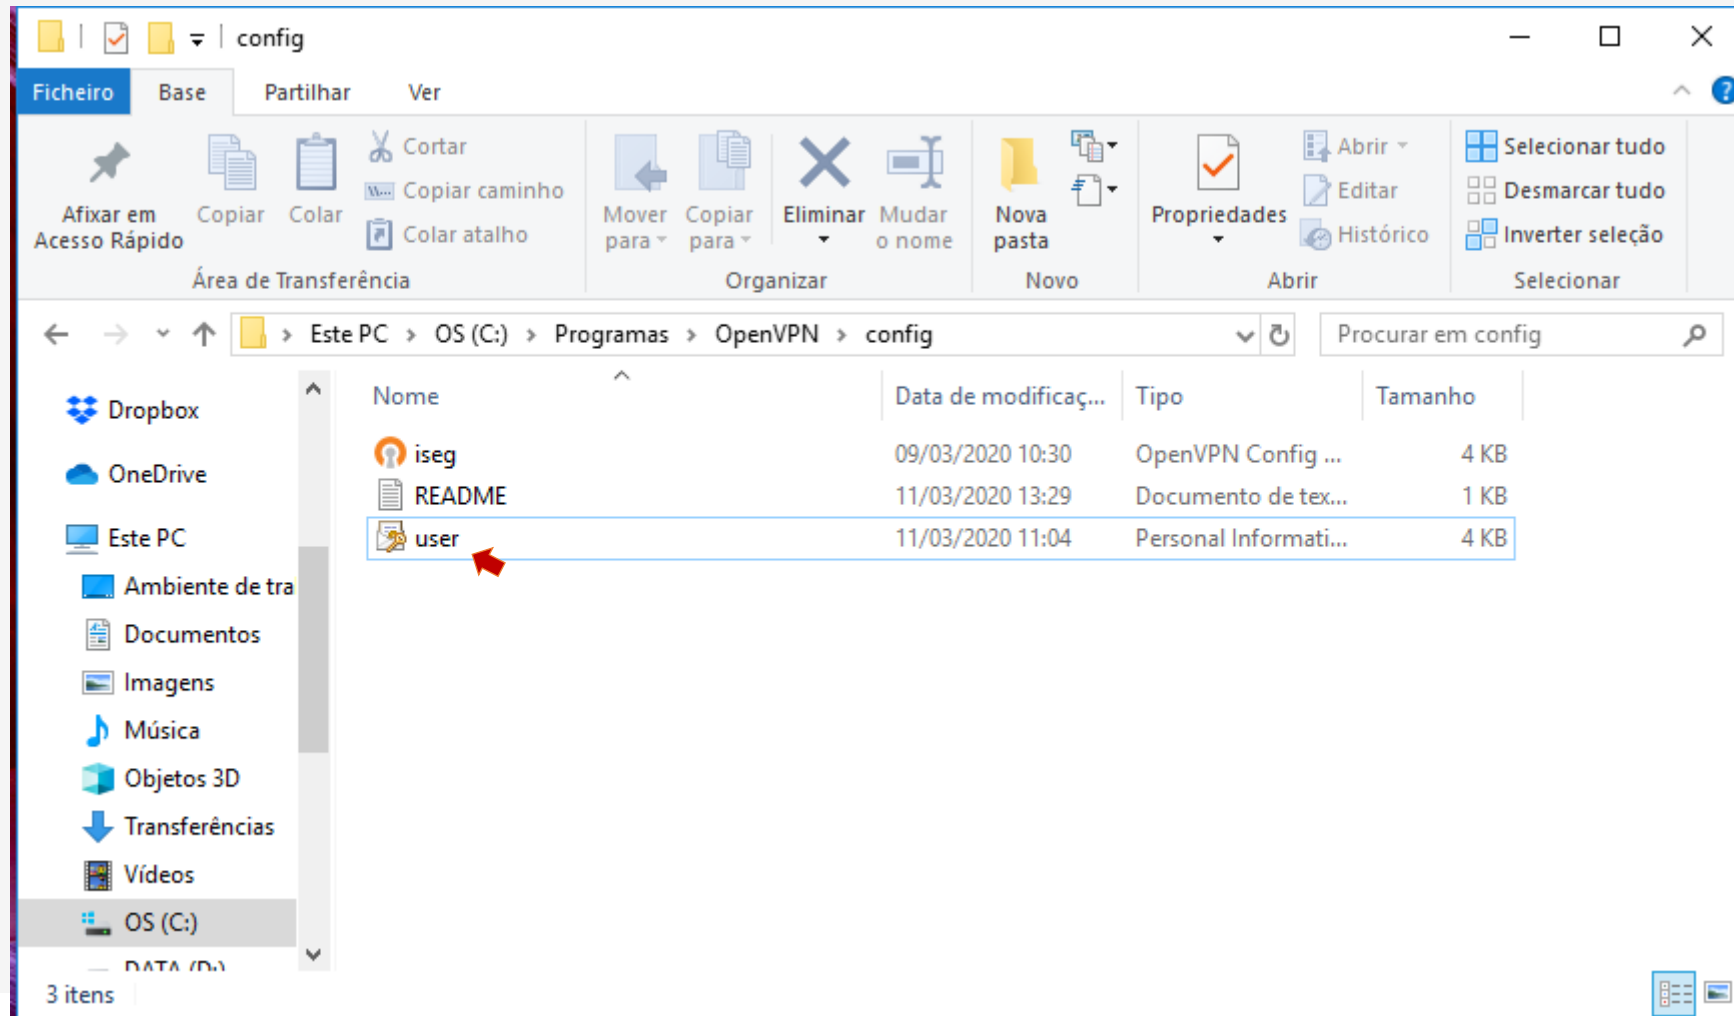 config
Ficheiro Base Partilhar Ver
Afixar em
Acesso Rápido
Copiar
Colar
Cortar
Copiar caminho
Colar atalho
Área de Transferência
Mover
para
Copiar
para
Eliminar
Mudar
o nome
Organizar
Nova
pasta
Novo
Propriedades
Abrir
Editar
Histórico
Abrir
Selecionar tudo
Desmarcar tudo
Inverter seleção
Selecionar
Este PC > OS (C:) > Programas > OpenVPN > config
Procurar em config
Dropbox
OneDrive
Este PC
Ambiente de tra
Documentos
Imagens
Música
Objetos 3D
Transferências
Vídeos
OS (C:)
DATA (D:)
Nome Data de modificaç... Tipo Tamanho
iseg 09/03/2020 10:30 OpenVPN Config ... 4 KB
README 11/03/2020 13:29 Documento de tex... 1 KB
user 11/03/2020 11:04 Personal Informati... 4 KB
3 itens